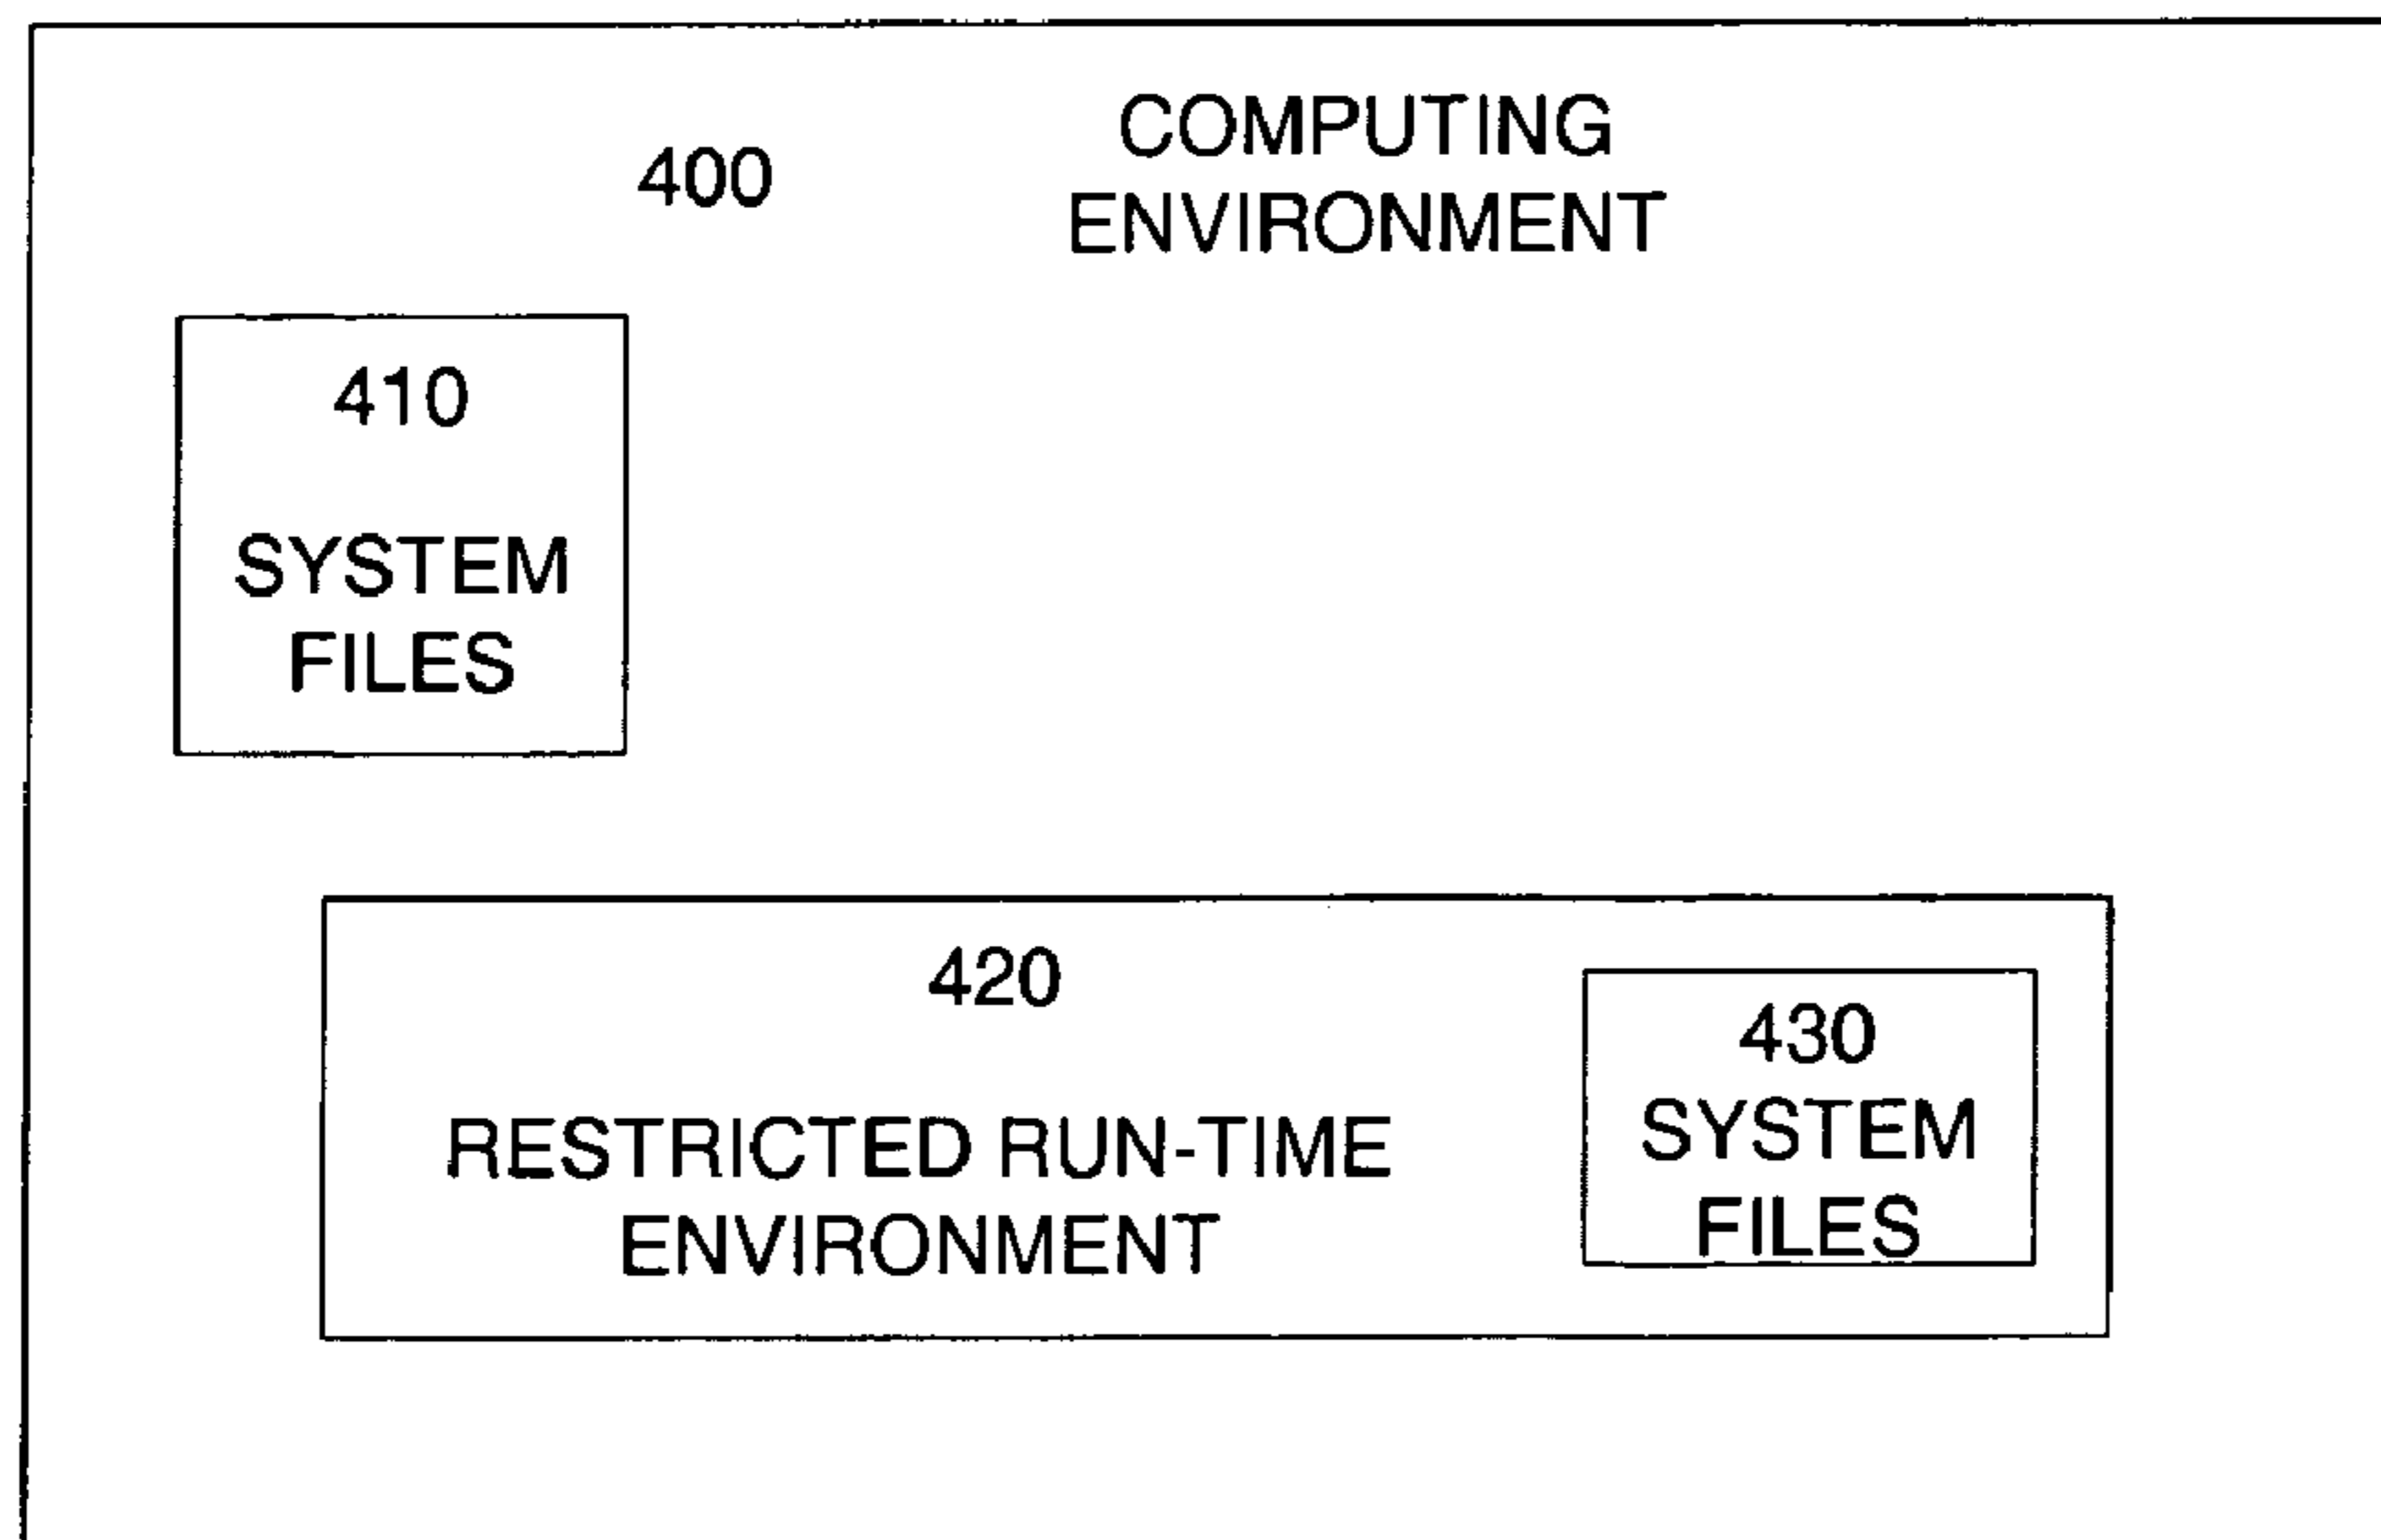 400
COMPUTING
ENVIRONMENT
410
SYSTEM
FILES
420
RESTRICTED RUN-TIME
ENVIRONMENT
430
SYSTEM
FILES